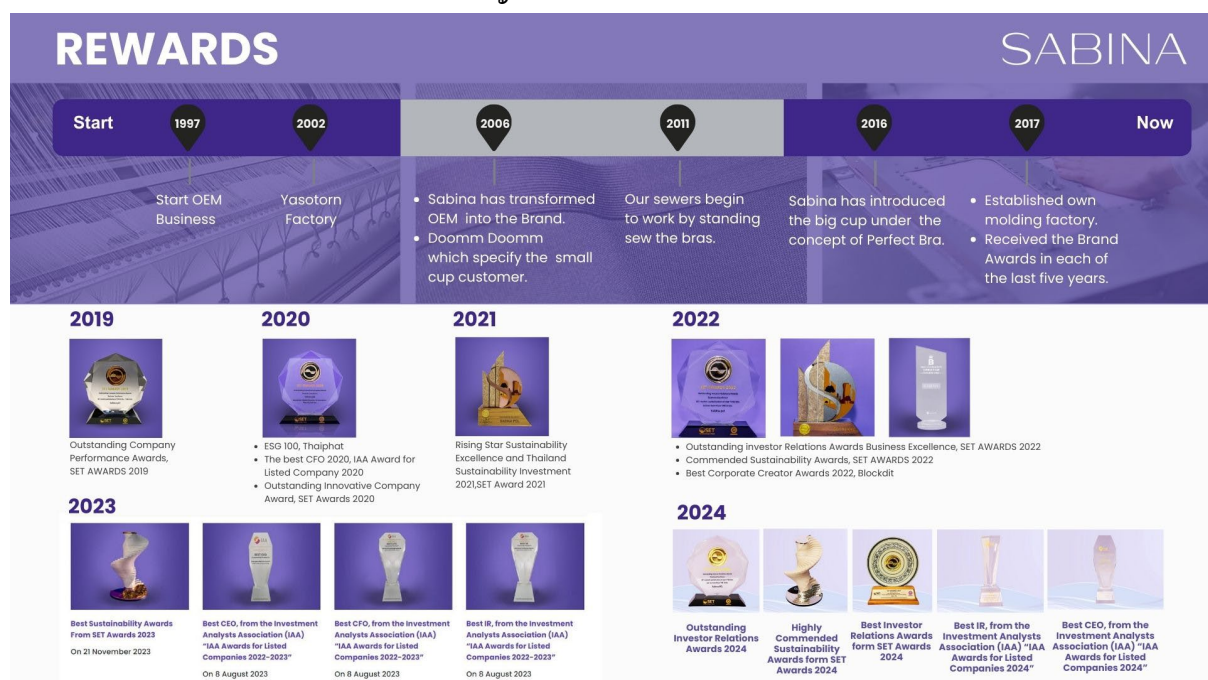 REWARDS
SABINA
Start
1997
2002
2006
2011
2016
2017
Now
Start OEM
Business
Yasotorn
Factory
• Sabina has transformed
OEM into the Brand.
• Doomm Doomm
which specify the small
cup customer.
Our sewers begin
to work by standing
sew the bras.
Sabina has introduced
the big cup under the
concept of Perfect Bra.
• Established own
molding factory.
• Received the Brand
Awards in each of
the last five years.
2019
Outstanding Company
Performance Awards,
SET AWARDS 2019
2020
• ESG 100, Thaiphat
• The best CFO 2020, IAA Award for
Listed Company 2020
• Outstanding Innovative Company
Award, SET Awards 2020
2021
Rising Star Sustainability
Excellence and Thailand
Sustainability Investment
2021,SET Award 2021
2022
• Outstanding investor Relations Awards Business Excellence, SET AWARDS 2022
• Commended Sustainability Awards, SET AWARDS 2022
• Best Corporate Creator Awards 2022, Blockdit
2023
Best Sustainability Awards
From SET Awards 2023
On 21 November 2023
Best CEO, from the Investment
Analysts Association (IAA)
"IAA Awards for Listed
Companies 2022-2023"
On 8 August 2023
Best CFO, from the Investment
Analysts Association (IAA)
"IAA Awards for Listed
Companies 2022-2023"
On 8 August 2023
Best IR, from the Investment
Analysts Association (IAA)
"IAA Awards for Listed
Companies 2022-2023"
On 8 August 2023
2024
Outstanding
Investor Relations
Awards 2024
Highly
Commended
Sustainability
Awards form SET
Awards 2024
Best Investor
Relations Awards
form SET Awards
2024
Best IR, from the
Investment Analysts
Association (IAA) "IAA
Awards for Listed
Companies 2024"
Best CEO, from the
Investment Analysts
Association (IAA) "IAA
Awards for Listed
Companies 2024"